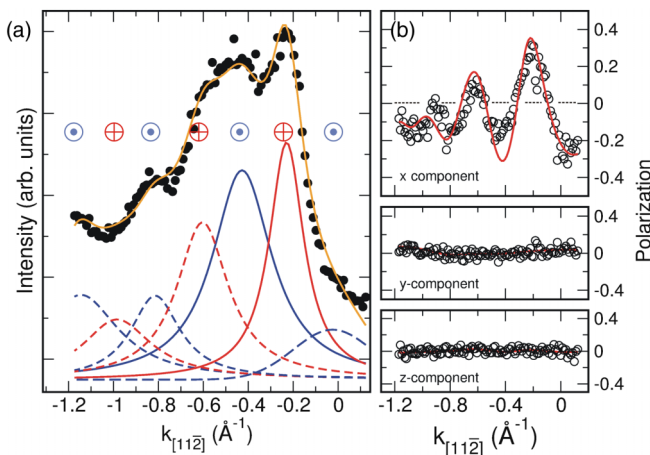 (a)
Intensity (arb. units)
-1.2 -1 -0.8 -0.6 -0.4 -0.2 0
k[112̅] (Å⁻¹)
(b)
0.4
0.2
0
-0.2
-0.4
x component
0.4
0
-0.4
y-component
0.4
0
-0.4
z-component
Polarization
-1.2 -0.8 -0.4 0
k[112̅] (Å⁻¹)